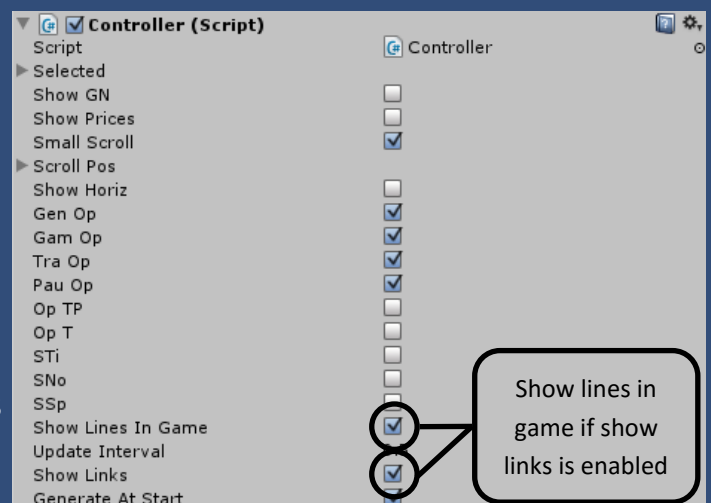 Controller (Script)
Script Controller
Selected
Show GN
Show Prices
Small Scroll
Scroll Pos
Show Horiz
Gen Op
Gam Op
Tra Op
Pau Op
Op TP
Op T
STi
SNo
SSp
Show Lines In Game
Update Interval
Show Links
Generate At Start
Show lines in
game if show
links is enabled